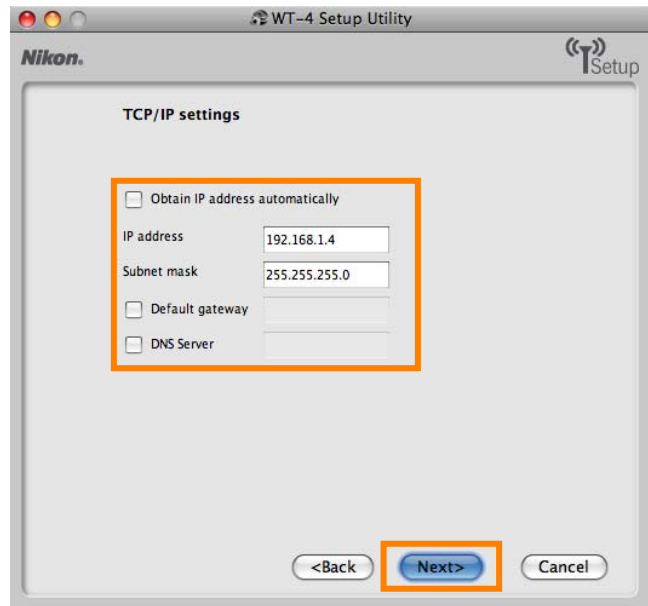 WT-4 Setup Utility
Nikon.
Setup
TCP/IP settings
Obtain IP address automatically
IP address 192.168.1.4
Subnet mask 255.255.255.0
Default gateway
DNS Server
<Back Next> Cancel